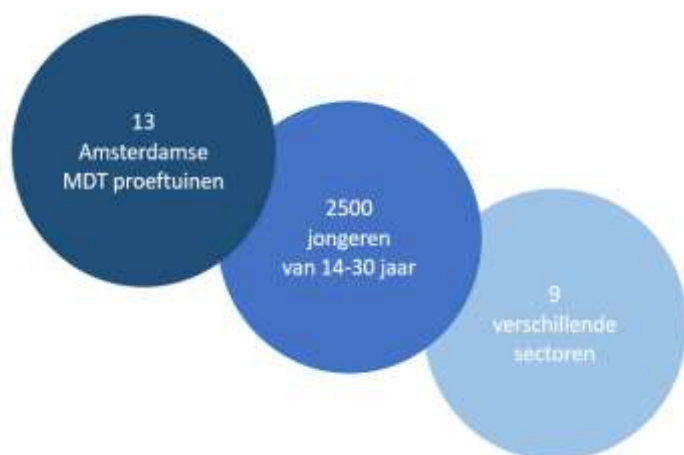 13
Amsterdamse
MDT proeftuinen
2500
jongeren
van 14-30 jaar
9
verschillende
sectoren